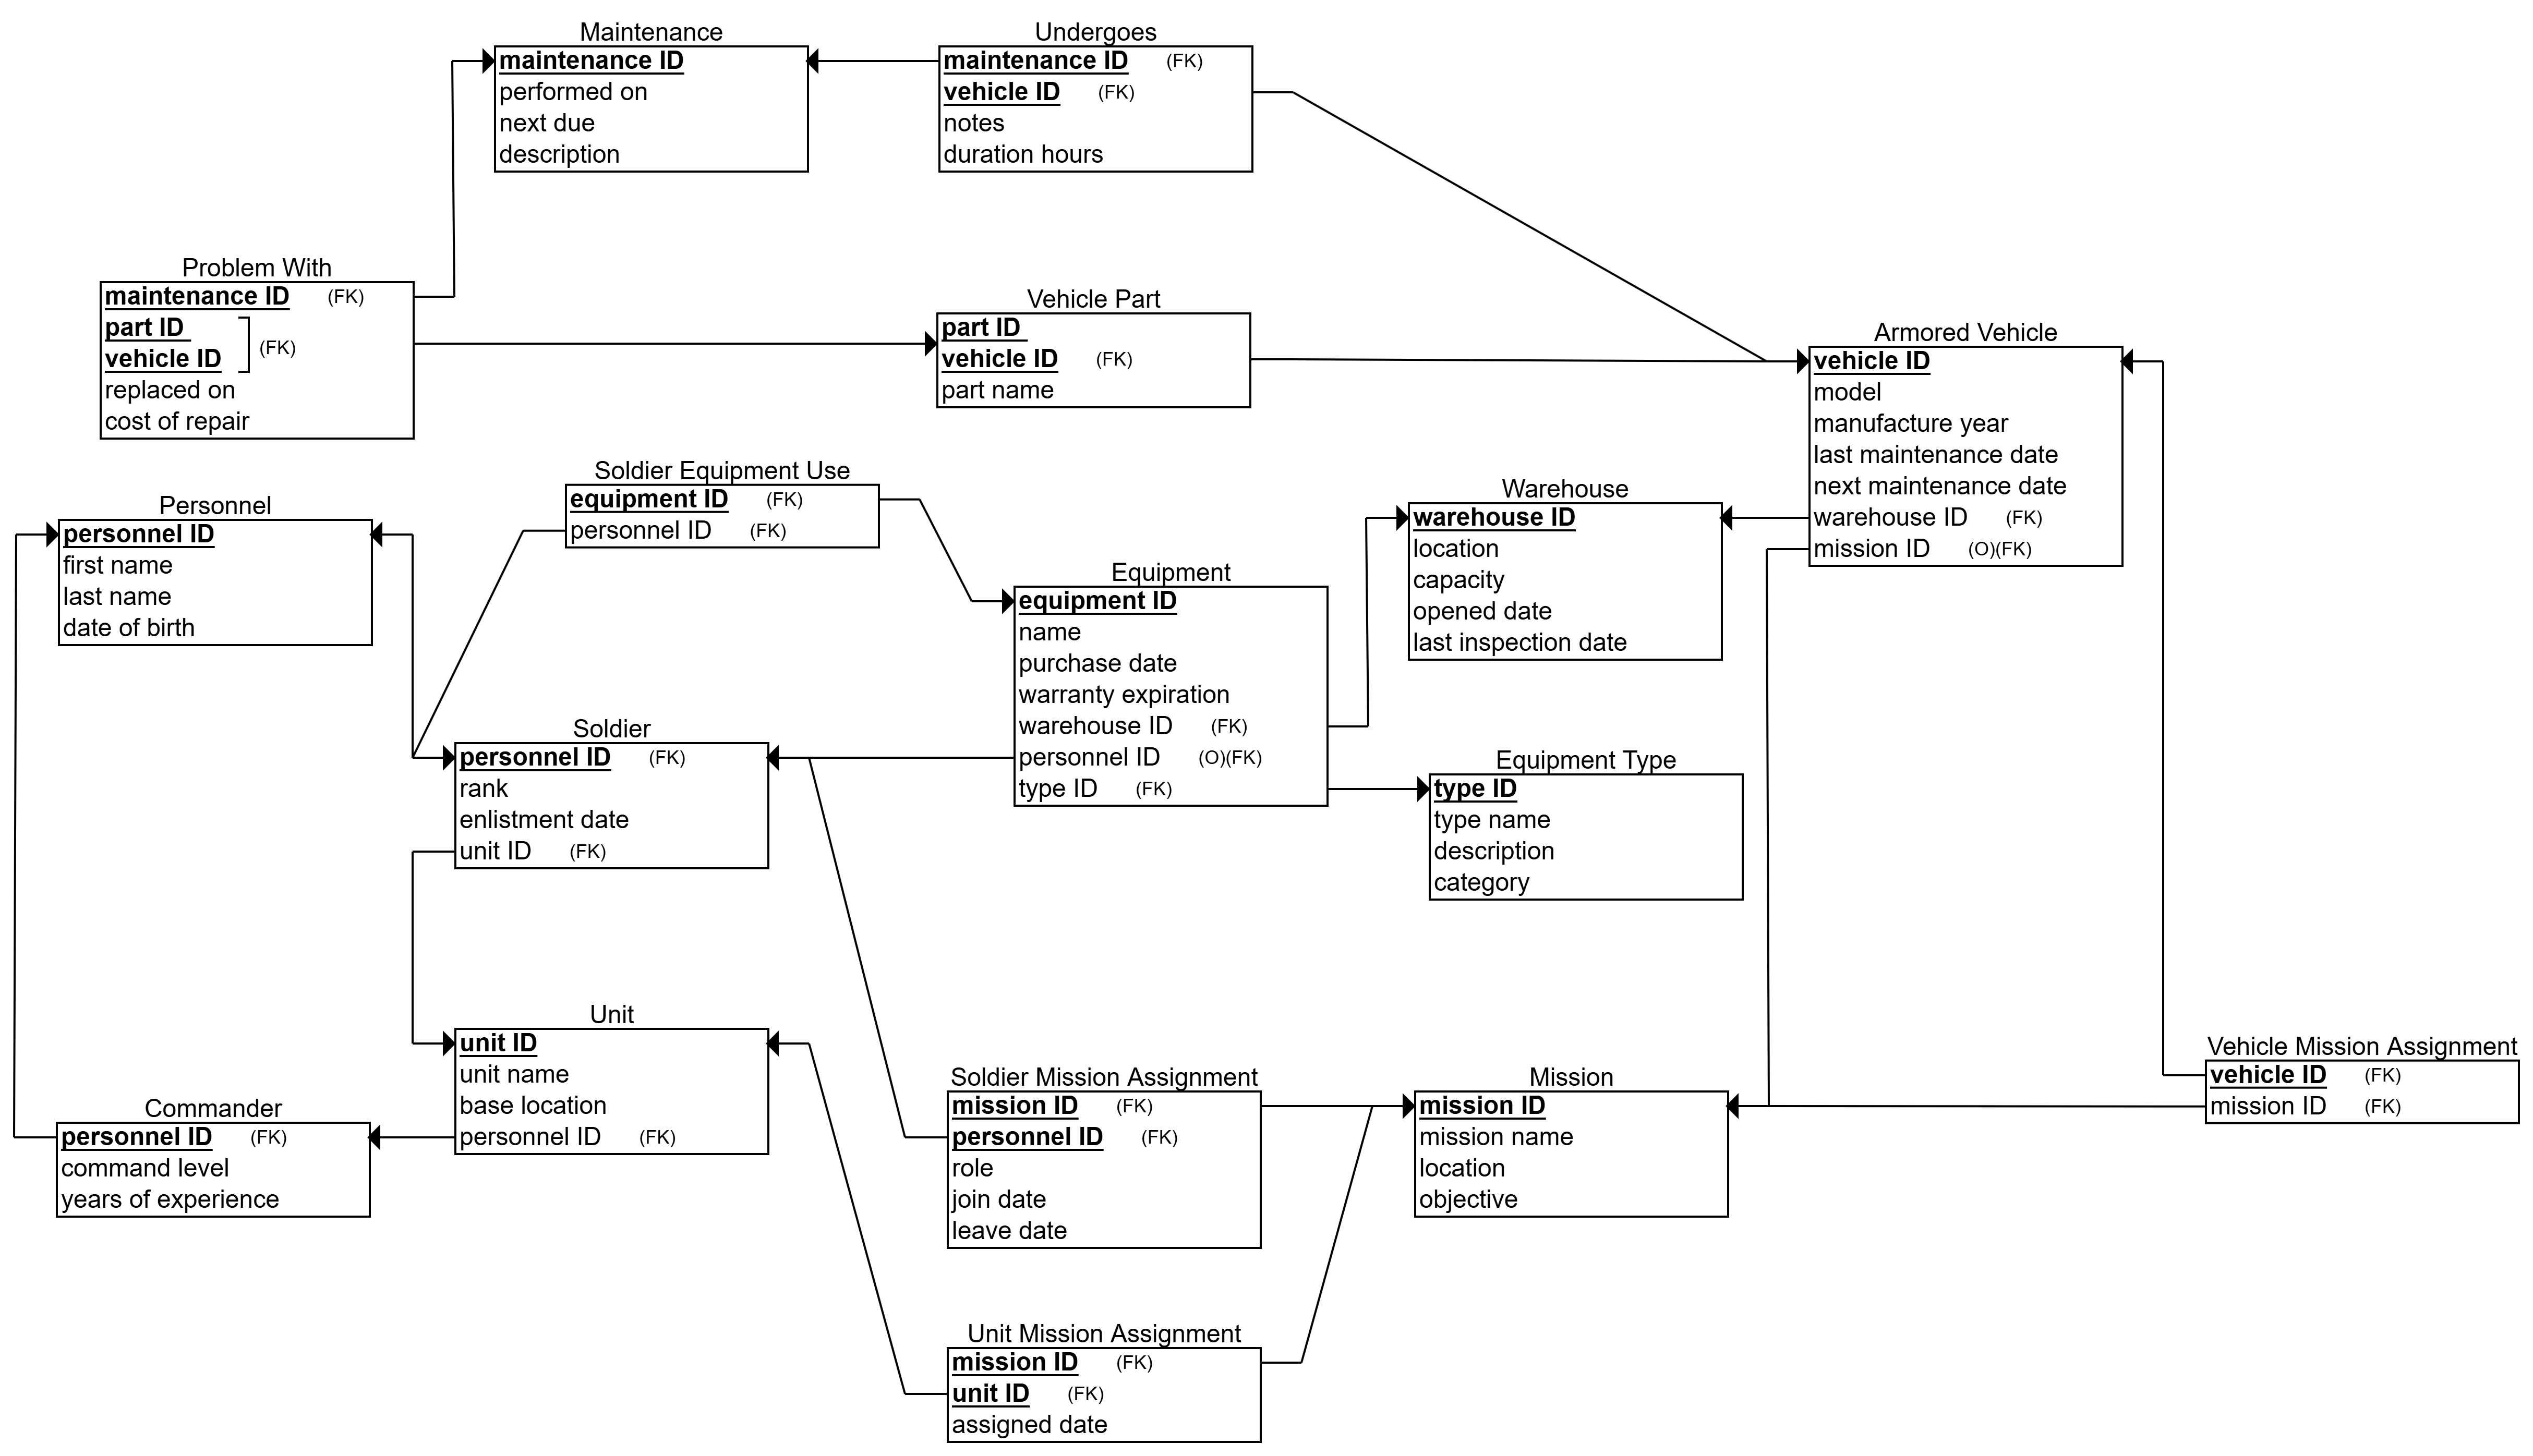 Maintenance
maintenance ID
performed on
next due
description
Undergoes
maintenance ID (FK)
vehicle ID (FK)
notes
duration hours
Problem With
maintenance ID (FK)
part ID
vehicle ID
(FK)
replaced on
cost of repair
Vehicle Part
part ID
vehicle ID (FK)
part name
Armored Vehicle
vehicle ID
model
manufacture year
last maintenance date
next maintenance date
warehouse ID (FK)
mission ID (O)(FK)
Personnel
personnel ID
first name
last name
date of birth
Soldier Equipment Use
equipment ID (FK)
personnel ID (FK)
Warehouse
warehouse ID
location
capacity
opened date
last inspection date
Equipment
equipment ID
name
purchase date
warranty expiration
warehouse ID (FK)
personnel ID (O)(FK)
type ID (FK)
Soldier
personnel ID (FK)
rank
enlistment date
unit ID (FK)
Equipment Type
type ID
type name
description
category
Unit
unit ID
unit name
base location
personnel ID (FK)
Commander
personnel ID (FK)
command level
years of experience
Soldier Mission Assignment
mission ID (FK)
personnel ID (FK)
role
join date
leave date
Mission
mission ID
mission name
location
objective
Vehicle Mission Assignment
vehicle ID (FK)
mission ID (FK)
Unit Mission Assignment
mission ID (FK)
unit ID (FK)
assigned date